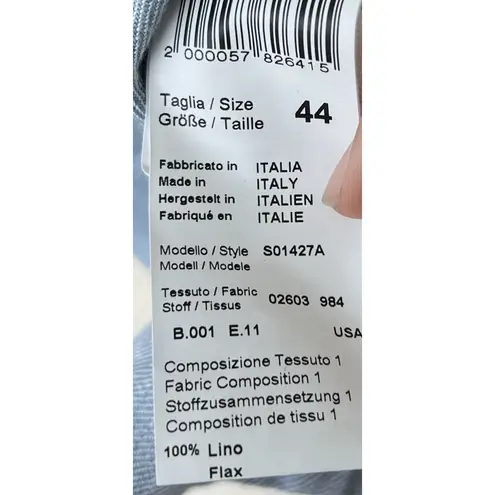 2 000057 826415
Taglia / Size 44
Größe / Taille
Fabbricato in ITALIA
Made in ITALY
Hergestelt in ITALIEN
Fabriqué en ITALIE
Modello / Style S01427A
Modell / Modele
Tessuto / Fabric 02603 984
Stoff / Tissus
B.001 E.11 USA
Composizione Tessuto 1
Fabric Composition 1
Stoffzusammensetzung 1
Composition de tissu 1
100% Lino
Flax